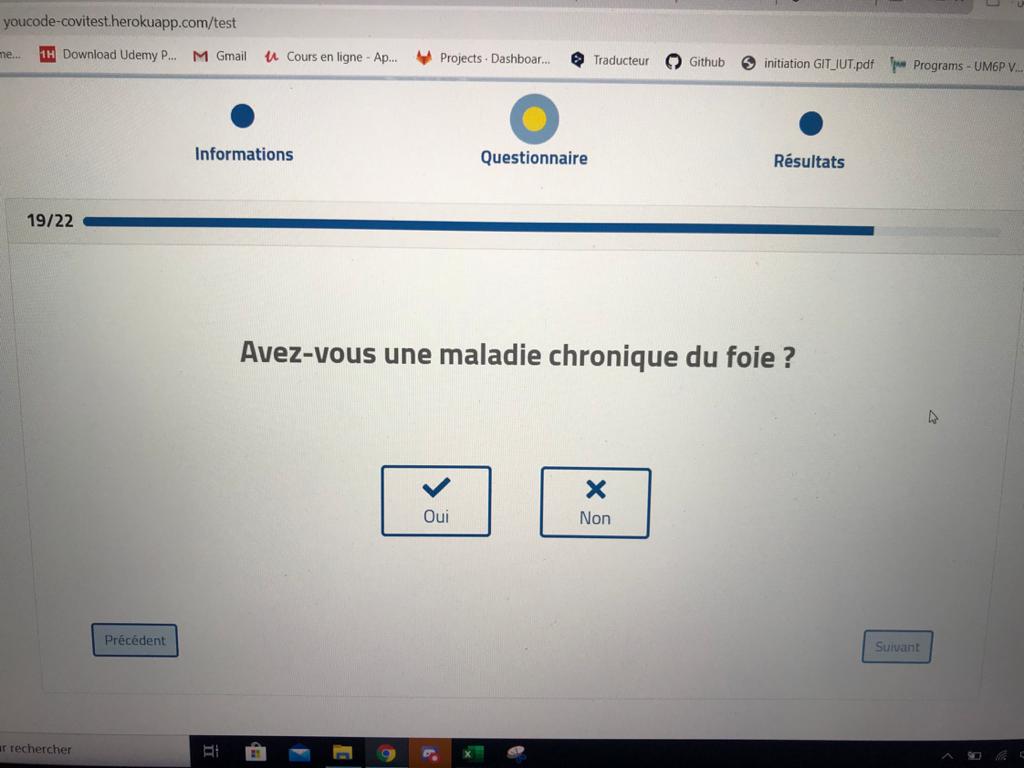 youcode-covitest.herokuapp.com/test
me... Download Udemy P... Gmail Cours en ligne - Ap... Projects · Dashboar... Traducteur Github initiation GIT_IUT.pdf Programs - UM6P V...
Informations
Questionnaire
Résultats
19/22
Avez-vous une maladie chronique du foie ?
Oui
Non
Précédent
Suivant
rechercher